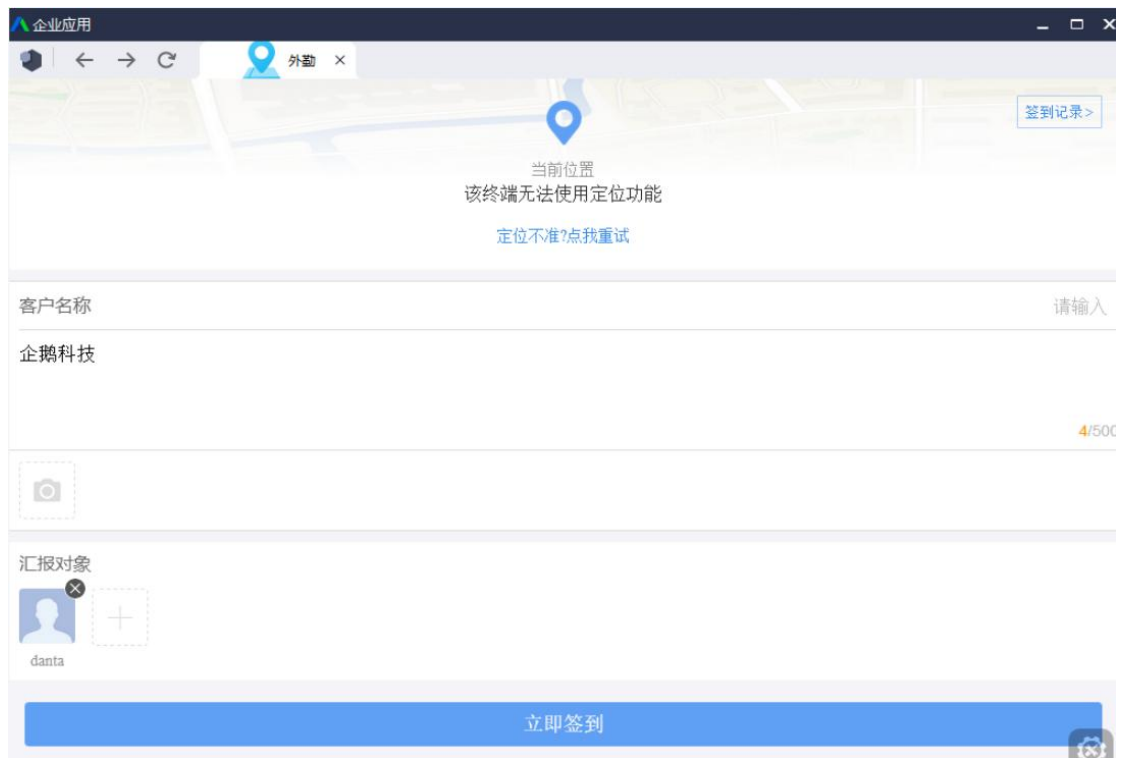 企业应用
外勤
签到记录>
当前位置
该终端无法使用定位功能
定位不准?点我重试
客户名称 请输入
企鹅科技
4/500
汇报对象
danta
立即签到